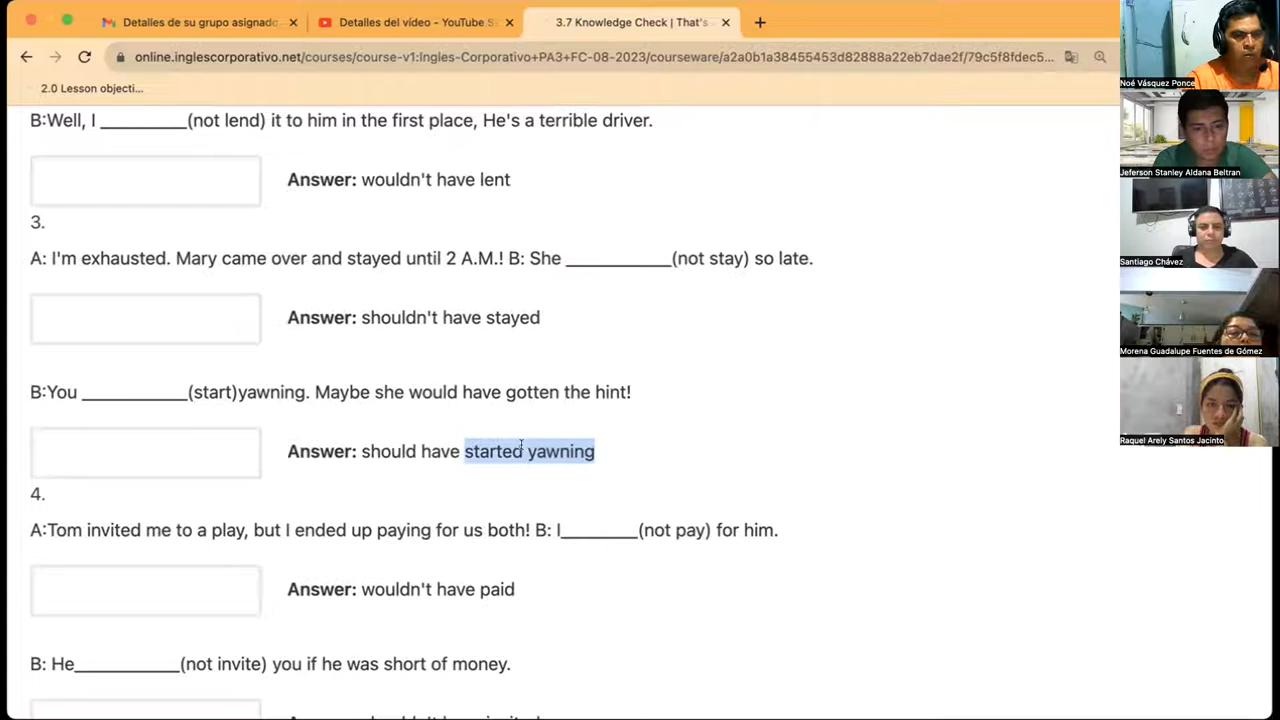 Detalles de su grupo asignado
Detalles del vídeo - YouTube S
3.7 Knowledge Check | That's
online.inglescorporativo.net/courses/course-v1:Ingles-Corporativo+PA3+FC-08-2023/courseware/a2a0b1a38455453d82888a22eb7dae2f/79c5f8fdec5...
2.0 Lesson objecti...
B:Well, I _________(not lend) it to him in the first place, He's a terrible driver.
Answer: wouldn't have lent
3.
A: I'm exhausted. Mary came over and stayed until 2 A.M.! B: She ___________(not stay) so late.
Answer: shouldn't have stayed
B:You ___________(start)yawning. Maybe she would have gotten the hint!
Answer: should have started yawning
4.
A:Tom invited me to a play, but I ended up paying for us both! B: I________(not pay) for him.
Answer: wouldn't have paid
B: He___________(not invite) you if he was short of money.
Noé Vásquez Ponce
Jeferson Stanley Aldana Beltran
Santiago Chávez
Morena Guadalupe Fuentes de Gómez
Raquel Arely Santos Jacinto